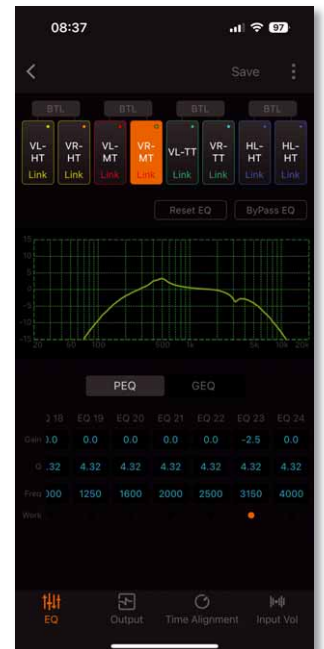 08:37 97
Save
BTL BTL BTL BTL
VL-HT VR-HT VL-MT VR-MT VL-TT VR-TT HL-HT HL-HT
Link Link Link Link Link Link Link Link
Reset EQ ByPass EQ
15
10
5
0
-5
-10
-15
20 50 100 500 1k 5k 10k 20k
PEQ GEQ
EQ 19 EQ 20 EQ 21 EQ 22 EQ 23 EQ 24
Gain 0.0 0.0 0.0 0.0 -2.5 0.0
Q .32 4.32 4.32 4.32 4.32 4.32 4.32
Freq 1250 1600 2000 2500 3150 4000
Work
EQ Output Time Alignment Input Vol